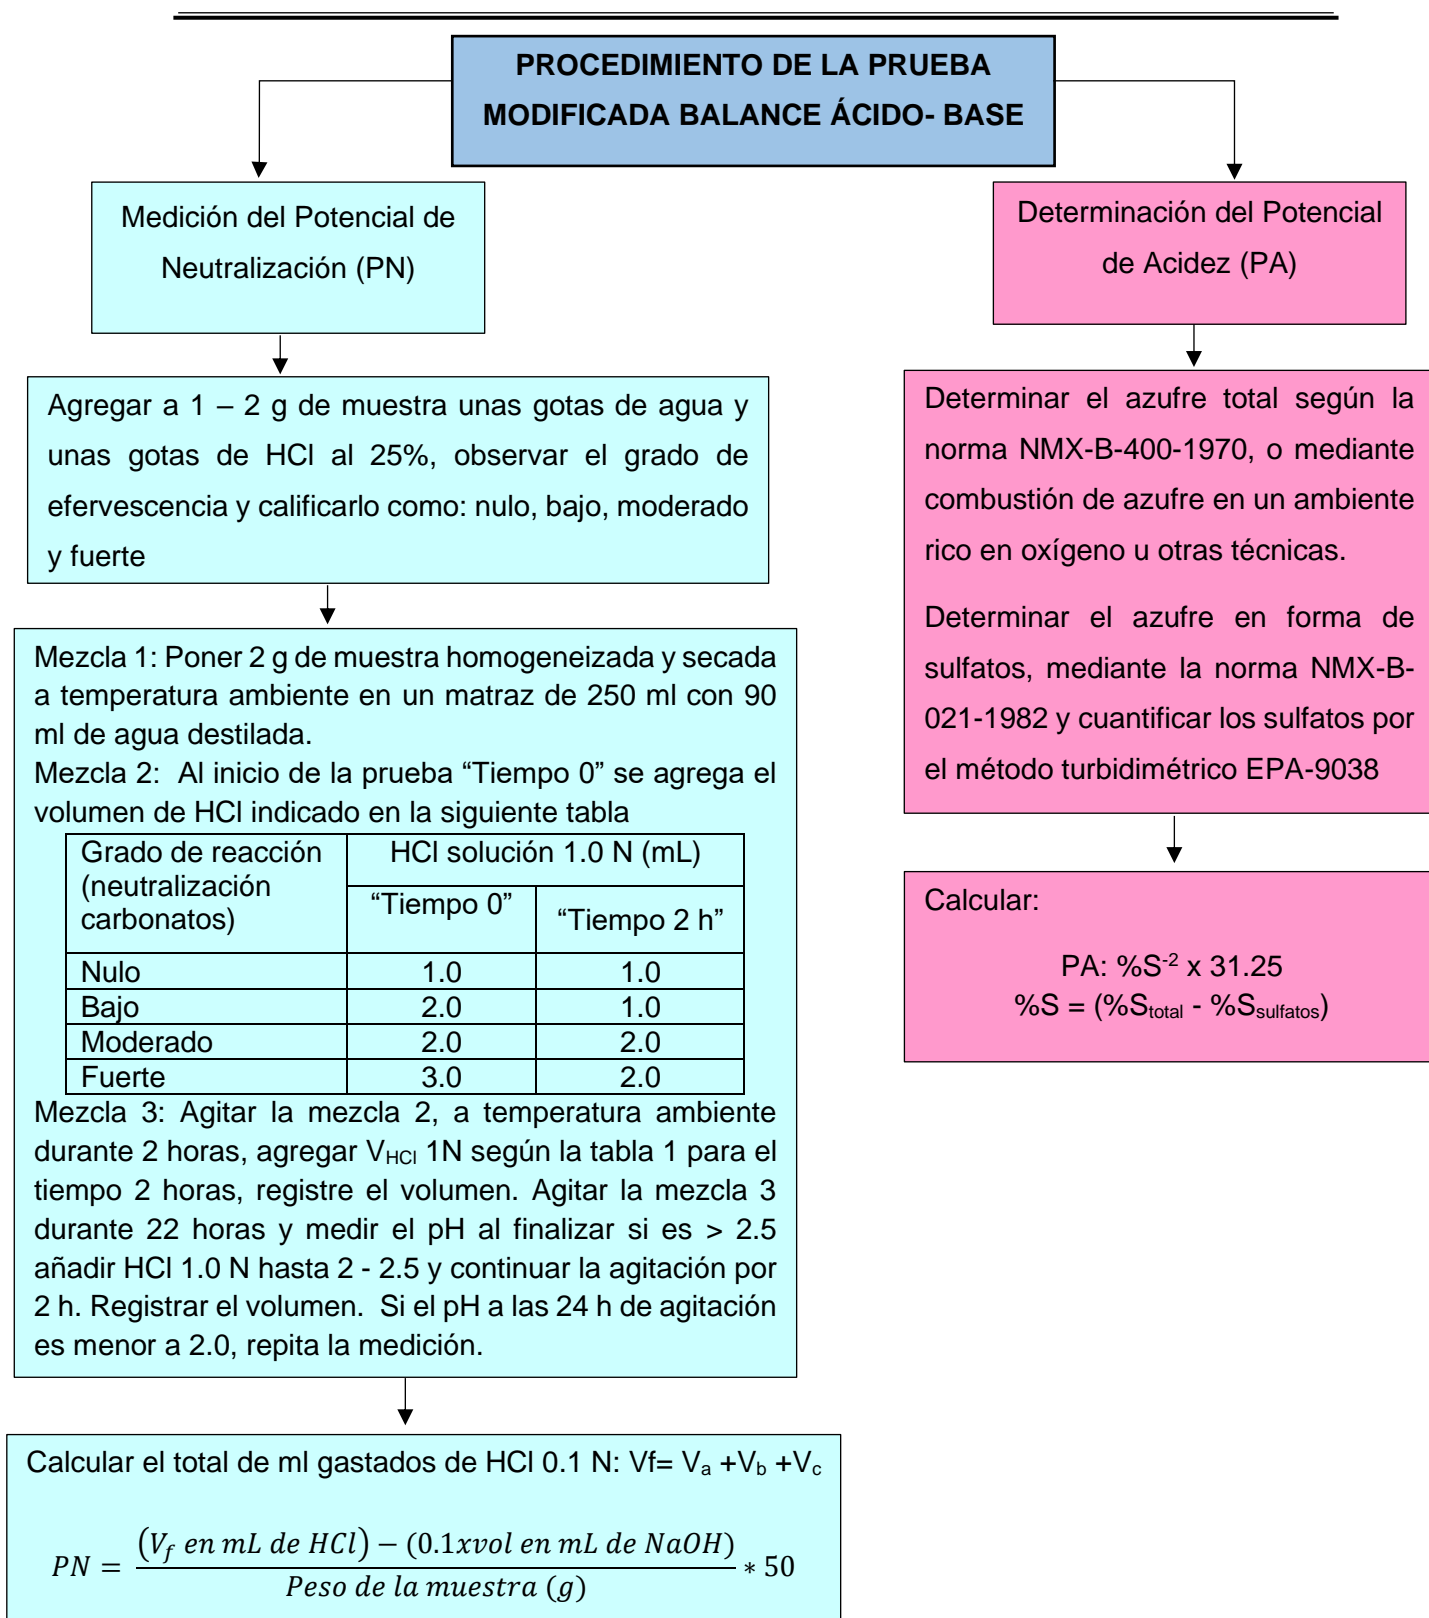 PROCEDIMIENTO DE LA PRUEBA
MODIFICADA BALANCE ÁCIDO- BASE
Medición del Potencial de
Neutralización (PN)
Agregar a 1 – 2 g de muestra unas gotas de agua y
unas gotas de HCl al 25%, observar el grado de
efervescencia y calificarlo como: nulo, bajo, moderado
y fuerte
Mezcla 1: Poner 2 g de muestra homogeneizada y secada
a temperatura ambiente en un matraz de 250 ml con 90
ml de agua destilada.
Mezcla 2: Al inicio de la prueba “Tiempo 0” se agrega el
volumen de HCl indicado en la siguiente tabla
Grado de reacción
(neutralización
carbonatos)
HCl solución 1.0 N (mL)
“Tiempo 0” “Tiempo 2 h”
Nulo 1.0 1.0
Bajo 2.0 1.0
Moderado 2.0 2.0
Fuerte 3.0 2.0
Mezcla 3: Agitar la mezcla 2, a temperatura ambiente
durante 2 horas, agregar V_HCl 1N según la tabla 1 para el
tiempo 2 horas, registre el volumen. Agitar la mezcla 3
durante 22 horas y medir el pH al finalizar si es > 2.5
añadir HCl 1.0 N hasta 2 - 2.5 y continuar la agitación por
2 h. Registrar el volumen. Si el pH a las 24 h de agitación
es menor a 2.0, repita la medición.
Calcular el total de ml gastados de HCl 0.1 N: Vf= V_a +V_b +V_c
PN = (V_f en mL de HCl) − (0.1xvol en mL de NaOH) / Peso de la muestra (g) * 50
Determinación del Potencial
de Acidez (PA)
Determinar el azufre total según la
norma NMX-B-400-1970, o mediante
combustión de azufre en un ambiente
rico en oxígeno u otras técnicas.
Determinar el azufre en forma de
sulfatos, mediante la norma NMX-B-
021-1982 y cuantificar los sulfatos por
el método turbidimétrico EPA-9038
Calcular:
PA: %S⁻² x 31.25
%S = (%S_total - %S_sulfatos)